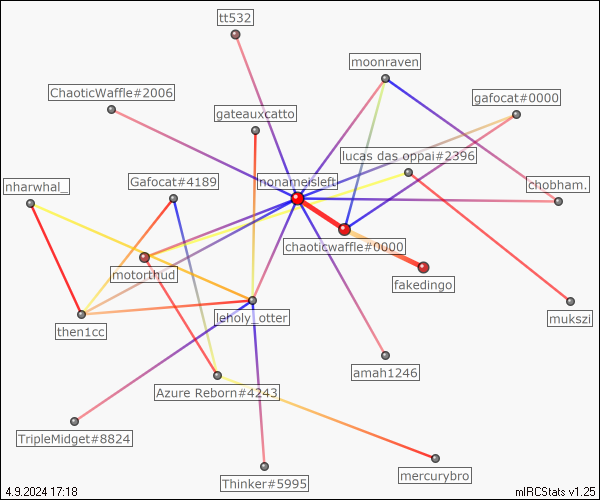 tt532
moonraven
ChaoticWaffle#2006
gafocat#0000
gateauxcatto
lucas das oppai#2396
nharwhal_
Gafocat#4189
nonameisleft
chobham.
chaoticwaffle#0000
motorthud
fakedingo
then1cc
leholy_otter
mukszi
amah1246
Azure Reborn#4243
TripleMidget#8824
Thinker#5995
mercurybro
4.9.2024 17:18
mIRCStats v1.25